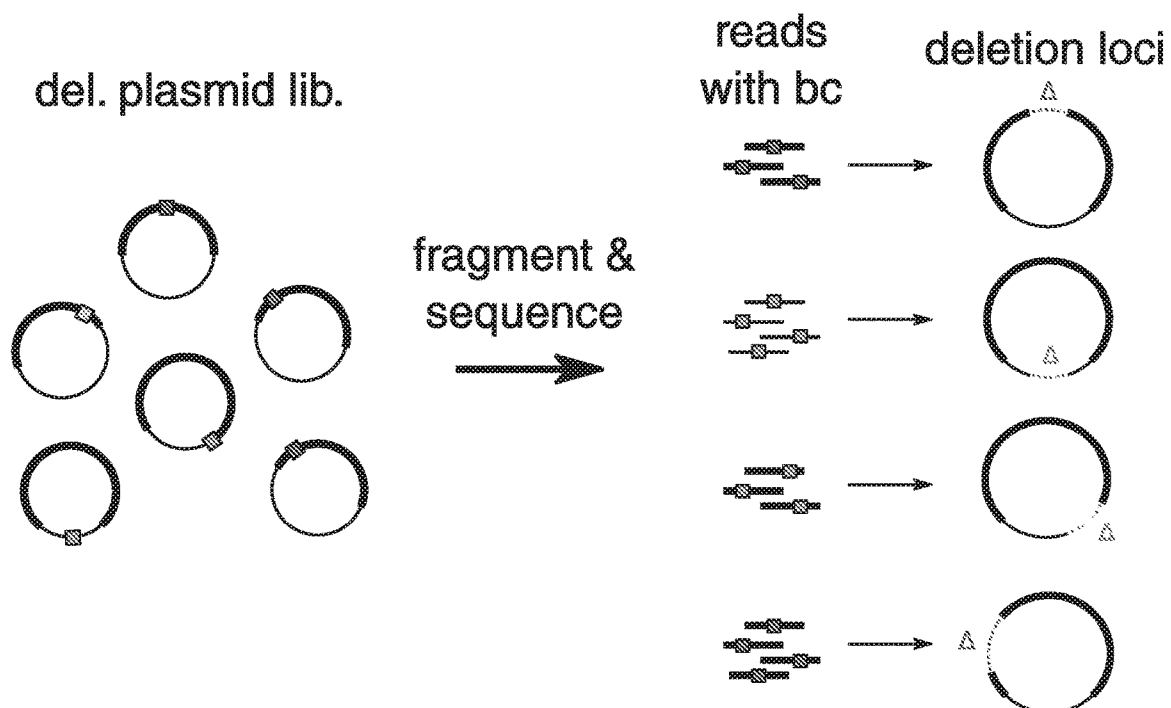 del. plasmid lib.
fragment &
sequence
reads
with bc
deletion loci
Δ
Δ
Δ
Δ